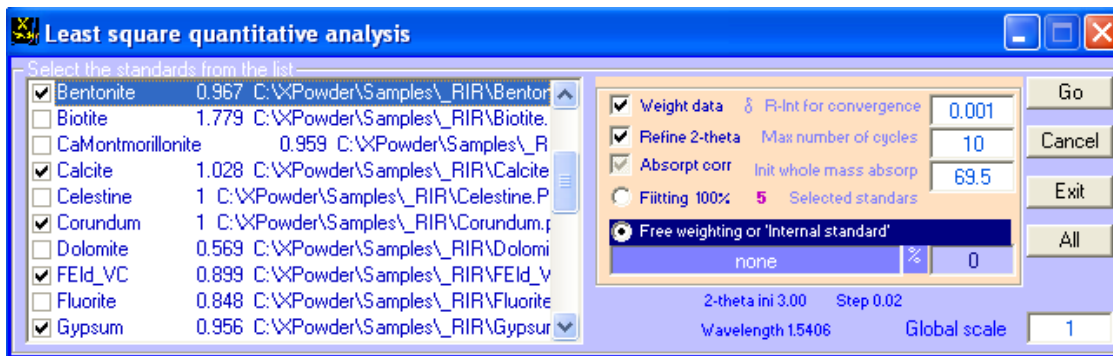 Least square quantitative analysis
Select the standards from the list
Bentonite 0.967 C:\XPowder\Samples\_RIR\Benton
Biotite 1.779 C:\XPowder\Samples\_RIR\Biotite.
CaMontmorillonite 0.959 C:\XPowder\Samples\_R
Calcite 1.028 C:\XPowder\Samples\_RIR\Calcite
Celestine 1 C:\XPowder\Samples\_RIR\Celestine.P
Corundum 1 C:\XPowder\Samples\_RIR\Corundum.p
Dolomite 0.569 C:\XPowder\Samples\_RIR\Dolomi
FEld_VC 0.899 C:\XPowder\Samples\_RIR\FEld_V
Fluorite 0.848 C:\XPowder\Samples\_RIR\Fluorite
Gypsum 0.956 C:\XPowder\Samples\_RIR\Gypsur
Weight data δ R-Int for convergence 0.001
Refine 2-theta Max number of cycles 10
Absorpt corr Init whole mass absorp 69.5
Fiitting 100% 5 Selected standars
Free weighting or 'Internal standard'
none % 0
2-theta ini 3.00 Step 0.02
Wavelength 1.5406 Global scale 1
Go
Cancel
Exit
All